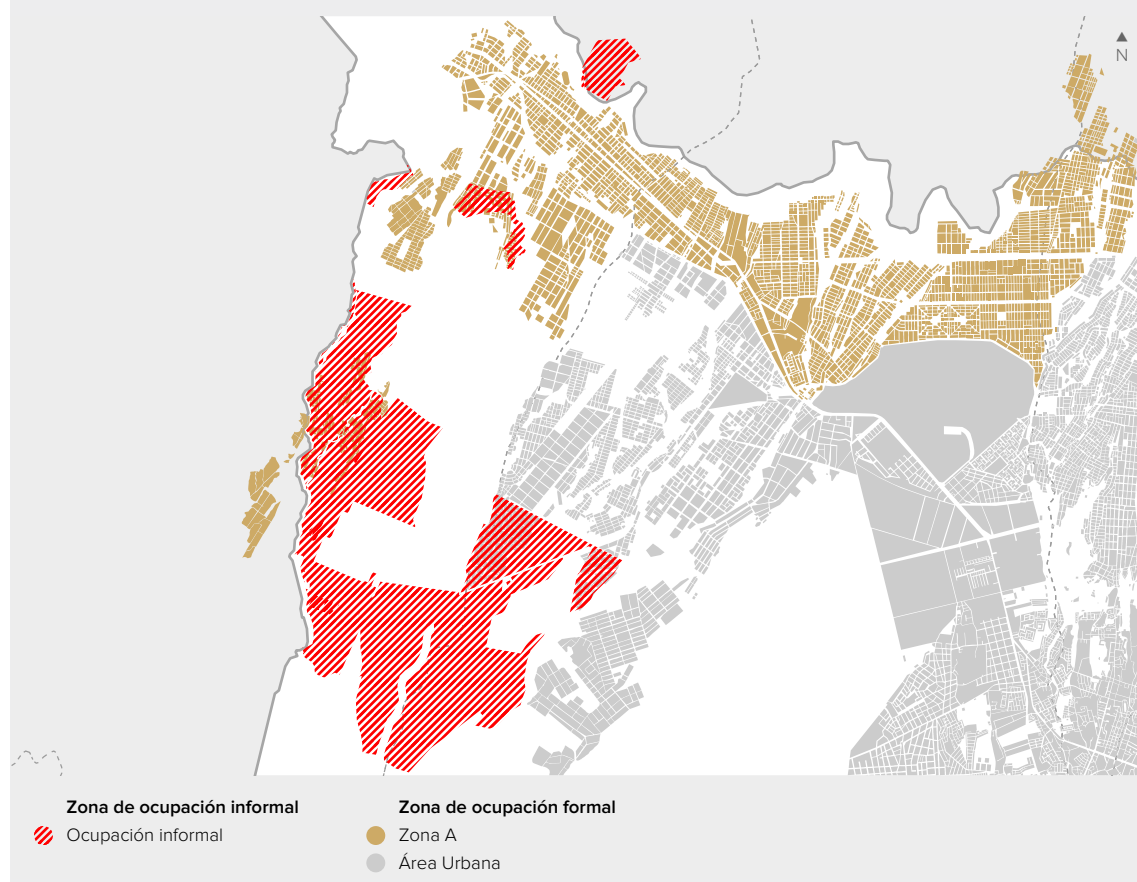 N
Zona de ocupación informal
Ocupación informal
Zona de ocupación formal
Zona A
Área Urbana